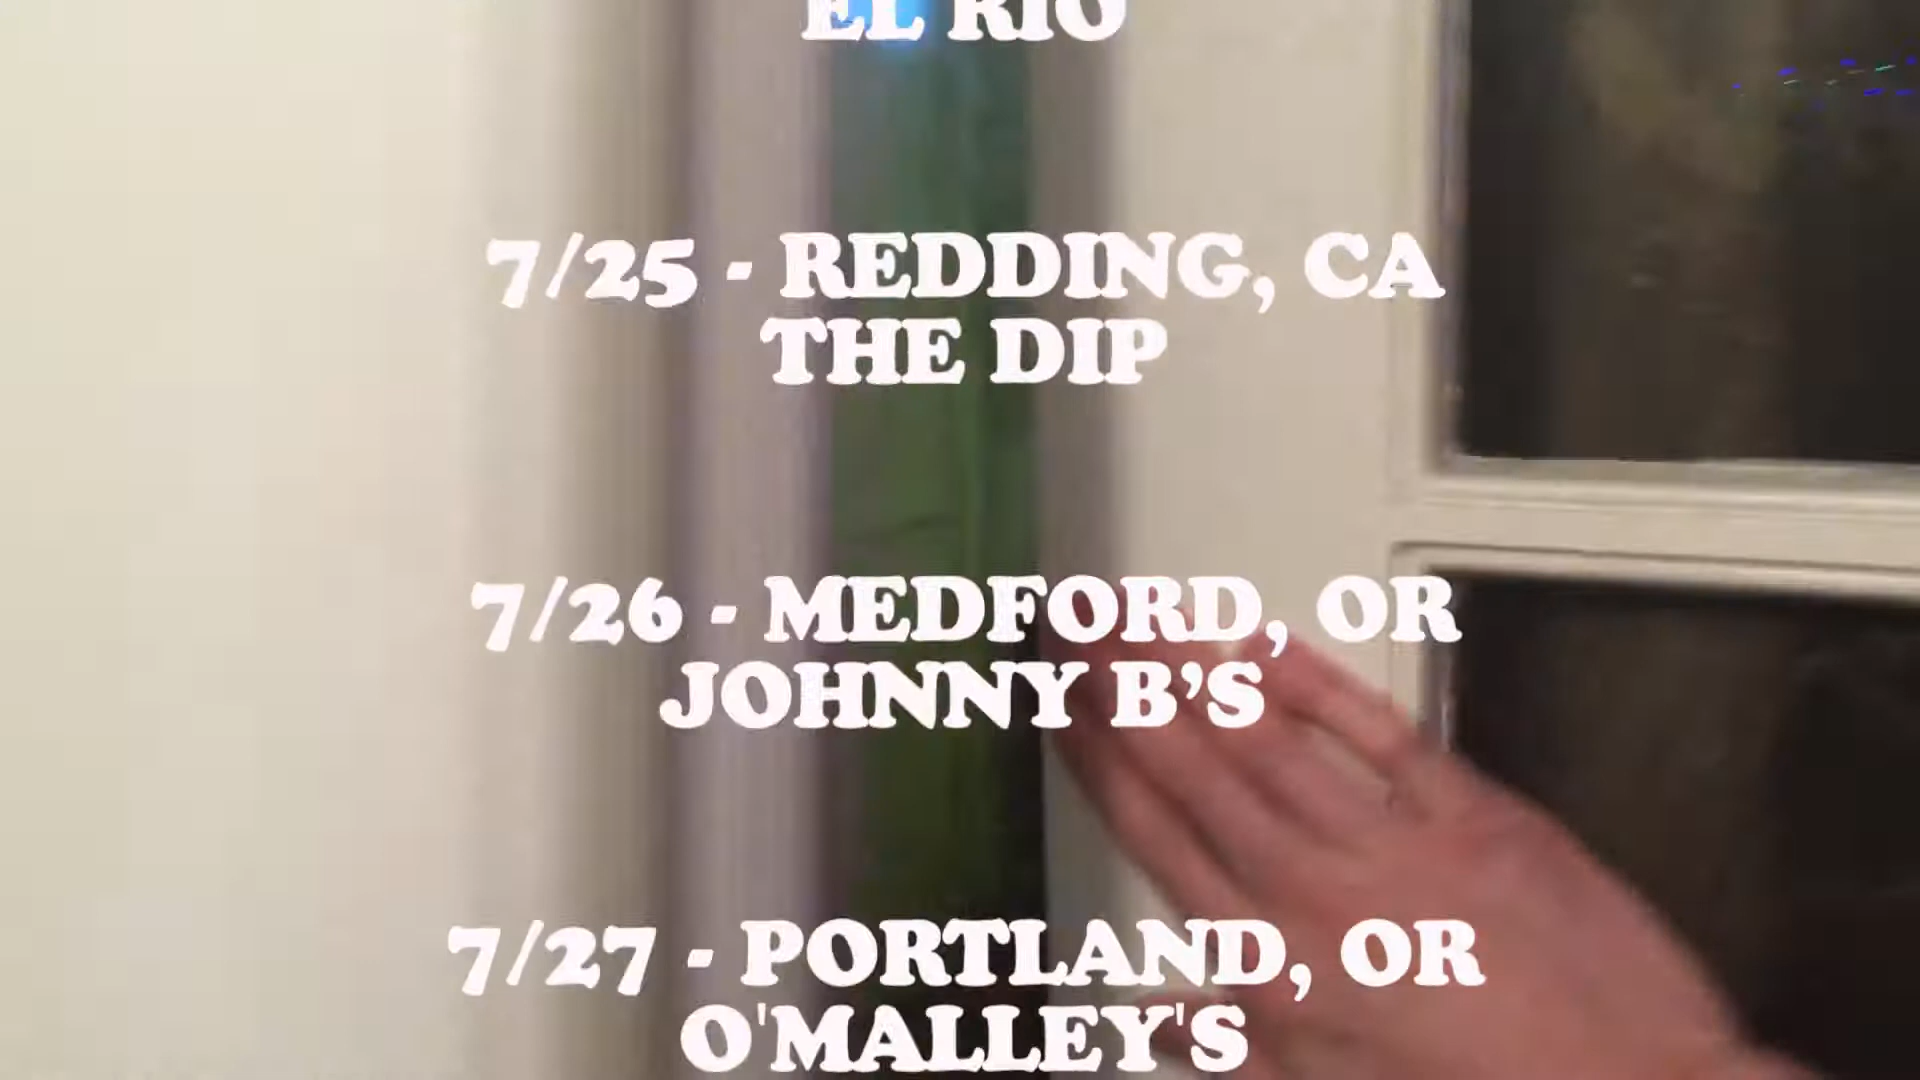 EL RIO
7/25 - REDDING, CA
THE DIP
7/26 - MEDFORD, OR
JOHNNY B’S
7/27 - PORTLAND, OR
O'MALLEY'S